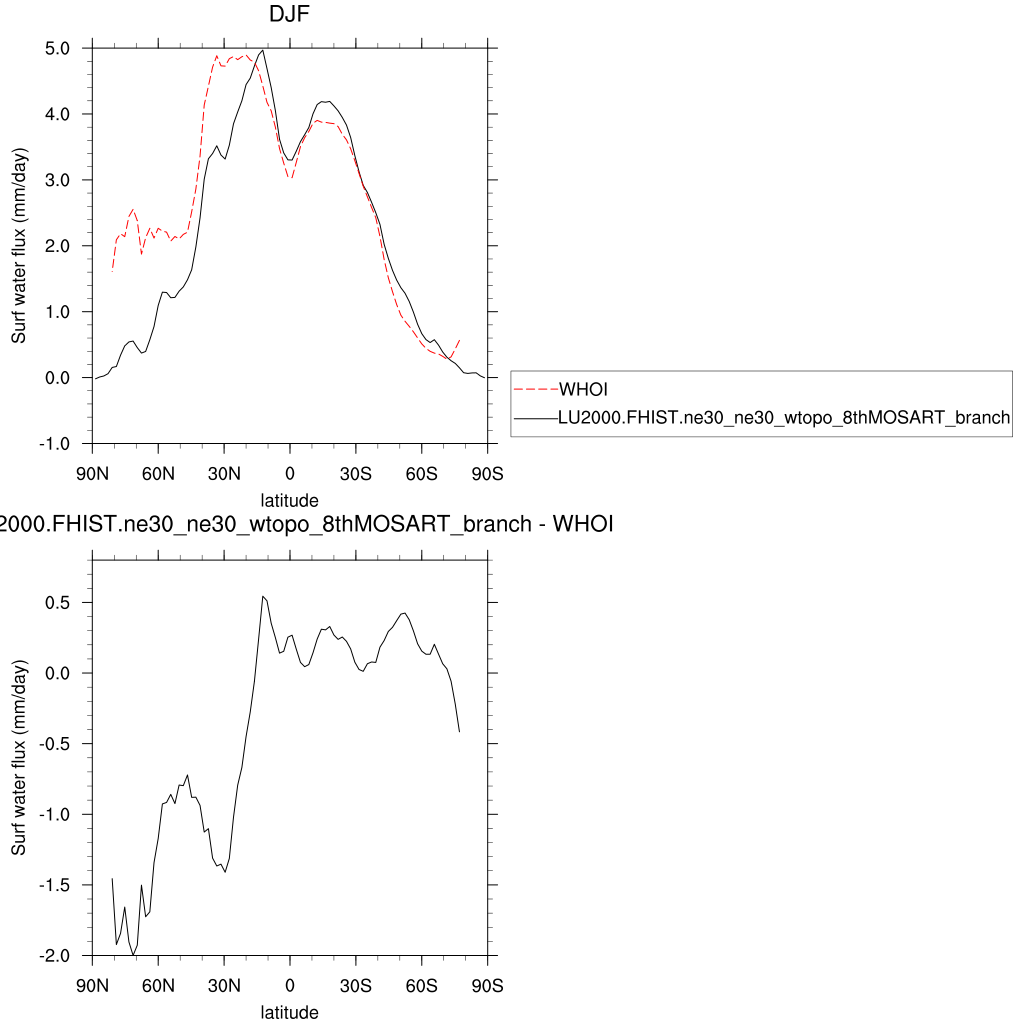 DJF
Surf water flux (mm/day)
5.0
4.0
3.0
2.0
1.0
0.0
-1.0
90N 60N 30N 0 30S 60S 90S
latitude
WHOI
LU2000.FHIST.ne30_ne30_wtopo_8thMOSART_branch
2000.FHIST.ne30_ne30_wtopo_8thMOSART_branch - WHOI
Surf water flux (mm/day)
0.5
0.0
-0.5
-1.0
-1.5
-2.0
90N 60N 30N 0 30S 60S 90S
latitude